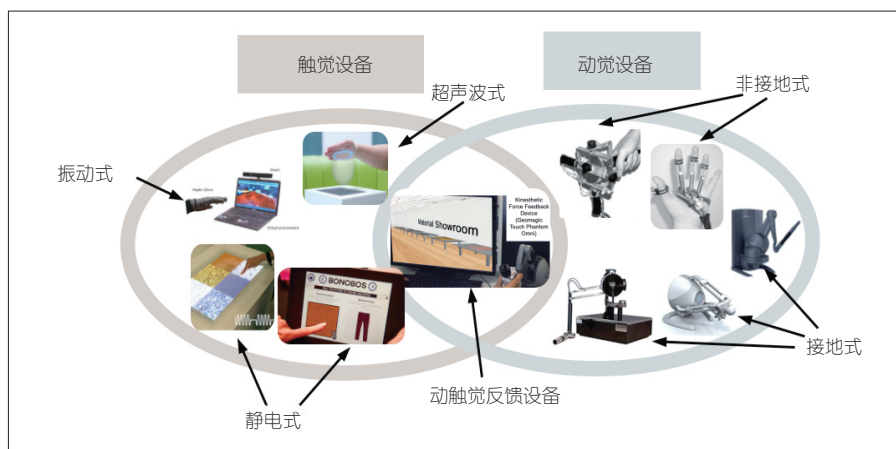 触觉设备
动觉设备
超声波式
非接地式
振动式
Material Showroom
Kinesthetic
Force Feedback
Device
(Geomagic
Touch Phantom
Omni)
BONOBOS
静电式
动触觉反馈设备
接地式